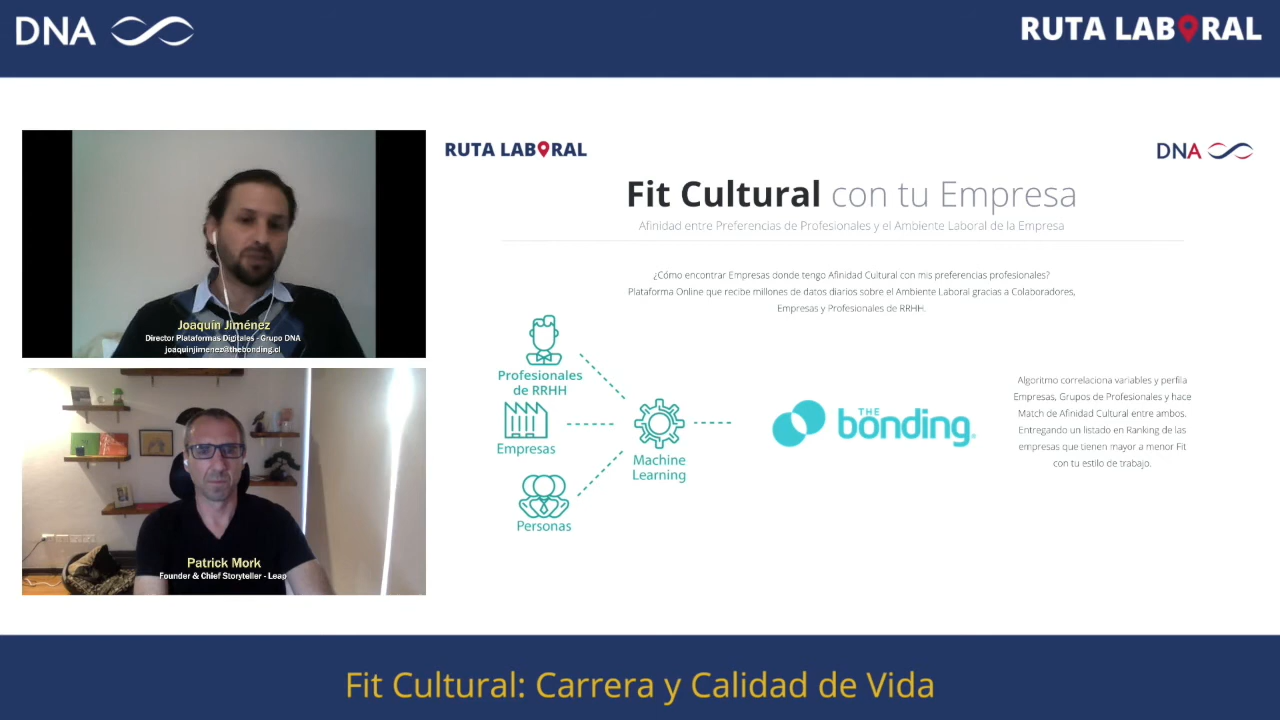 DNA
RUTA LABORAL
RUTA LABORAL
DNA
Fit Cultural con tu Empresa
Afinidad entre Preferencias de Profesionales y el Ambiente Laboral de la Empresa
¿Cómo encontrar Empresas donde tengo Afinidad Cultural con mis preferencias profesionales?
Plataforma Online que recibe millones de datos diarios sobre el Ambiente Laboral gracias a Colaboradores,
Empresas y Profesionales de RRHH.
Profesionales
de RRHH
Empresas
Personas
Machine
Learning
THE
bonding
Algoritmo correlaciona variables y perfila
Empresas, Grupos de Profesionales y hace
Match de Afinidad Cultural entre ambos.
Entregando un listado en Ranking de las
empresas que tienen mayor a menor Fit
con tu estilo de trabajo.
Joaquín Jiménez
Director Plataformas Digitales - Grupo DNA
joaquinjimenez@thebonding.cl
Patrick Mork
Founder & Chief Storyteller - Leap
Fit Cultural: Carrera y Calidad de Vida